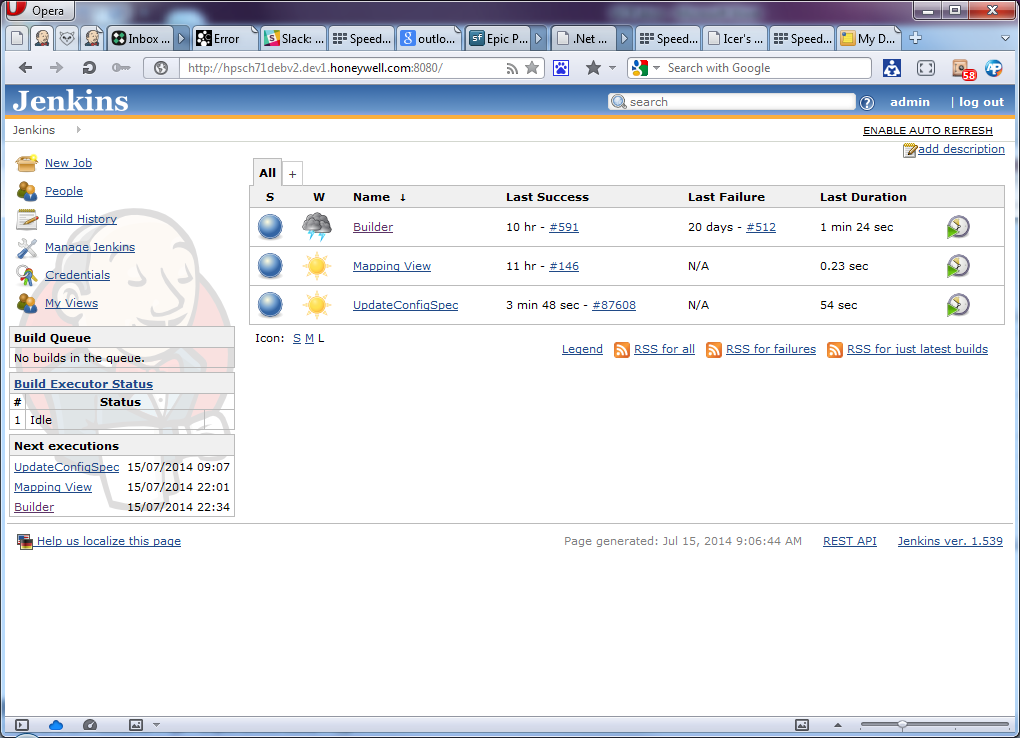 Opera
Inbox ... Error Slack: ... Speed... outlo... Epic P... .Net ... Speed... Icer's ... Speed... My D...
http://hpsch71debv2.dev1.honeywell.com:8080/ Search with Google 58
Jenkins search admin | log out
Jenkins ENABLE AUTO REFRESH
add description
New Job
People
Build History
Manage Jenkins
Credentials
My Views
All +
S W Name ↓ Last Success Last Failure Last Duration
Builder 10 hr - #591 20 days - #512 1 min 24 sec
Mapping View 11 hr - #146 N/A 0.23 sec
UpdateConfigSpec 3 min 48 sec - #87608 N/A 54 sec
Icon: S M L
Legend RSS for all RSS for failures RSS for just latest builds
Build Queue
No builds in the queue.
Build Executor Status
# Status
1 Idle
Next executions
UpdateConfigSpec 15/07/2014 09:07
Mapping View 15/07/2014 22:01
Builder 15/07/2014 22:34
Help us localize this page Page generated: Jul 15, 2014 9:06:44 AM REST API Jenkins ver. 1.539